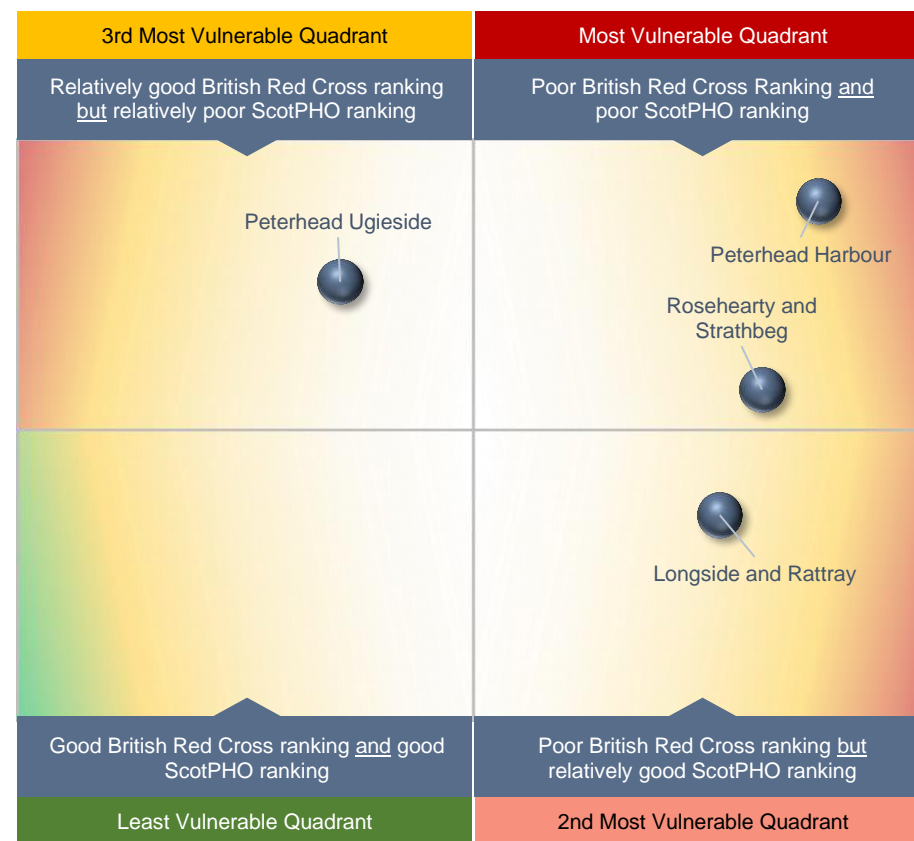 3rd Most Vulnerable Quadrant
Most Vulnerable Quadrant
Relatively good British Red Cross ranking
but relatively poor ScotPHO ranking
Poor British Red Cross Ranking and
poor ScotPHO ranking
Peterhead Ugieside
Peterhead Harbour
Rosehearty and
Strathbeg
Longside and Rattray
Good British Red Cross ranking and good
ScotPHO ranking
Poor British Red Cross ranking but
relatively good ScotPHO ranking
Least Vulnerable Quadrant
2nd Most Vulnerable Quadrant